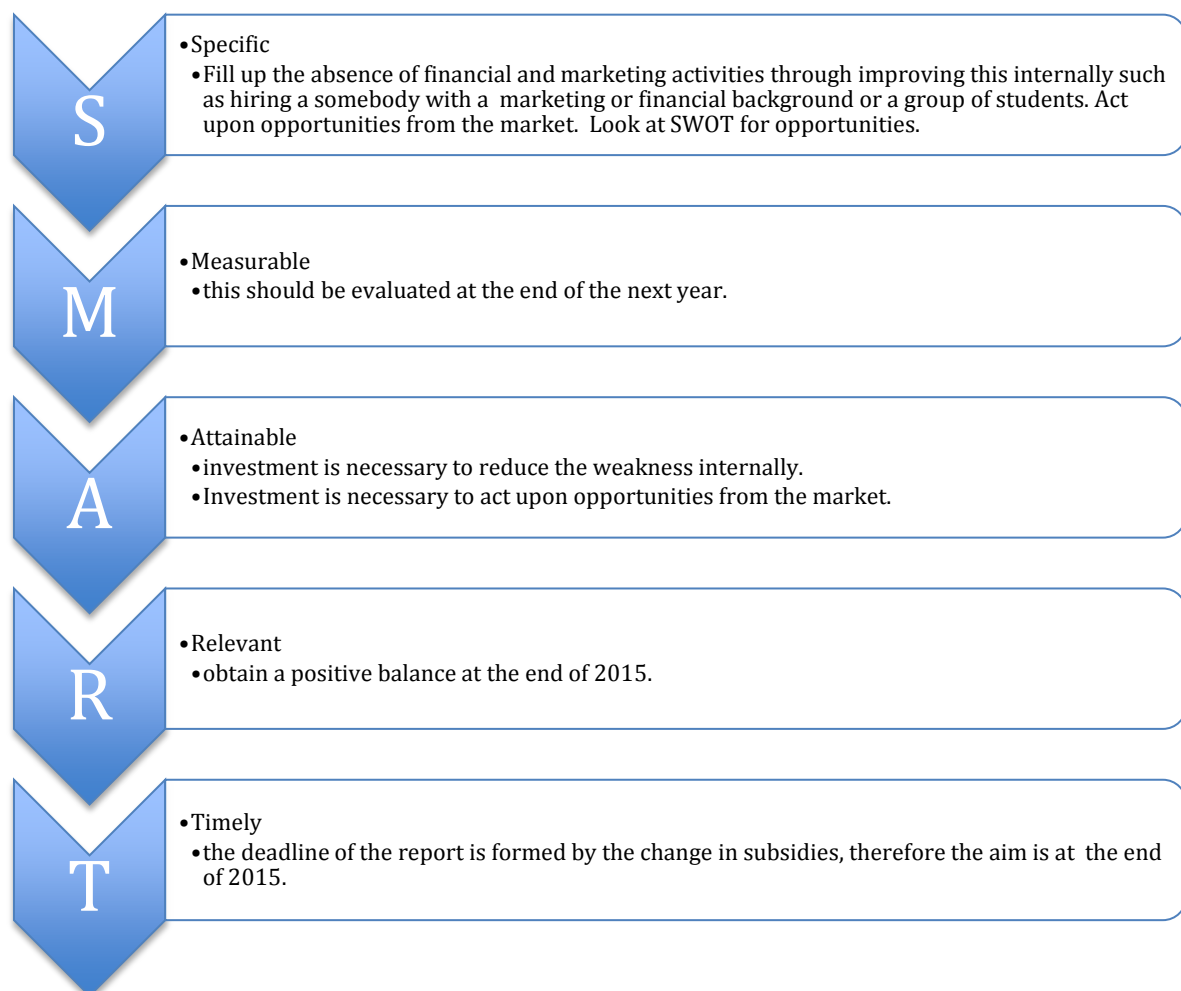 S
•Specific
•Fill up the absence of financial and marketing activities through improving this internally such
as hiring a somebody with a  marketing or financial background or a group of students. Act
upon opportunities from the market.  Look at SWOT for opportunities.
M
•Measurable
•this should be evaluated at the end of the next year.
A
•Attainable
•investment is necessary to reduce the weakness internally.
•Investment is necessary to act upon opportunities from the market.
R
•Relevant
•obtain a positive balance at the end of 2015.
T
•Timely
•the deadline of the report is formed by the change in subsidies, therefore the aim is at  the end
of 2015.